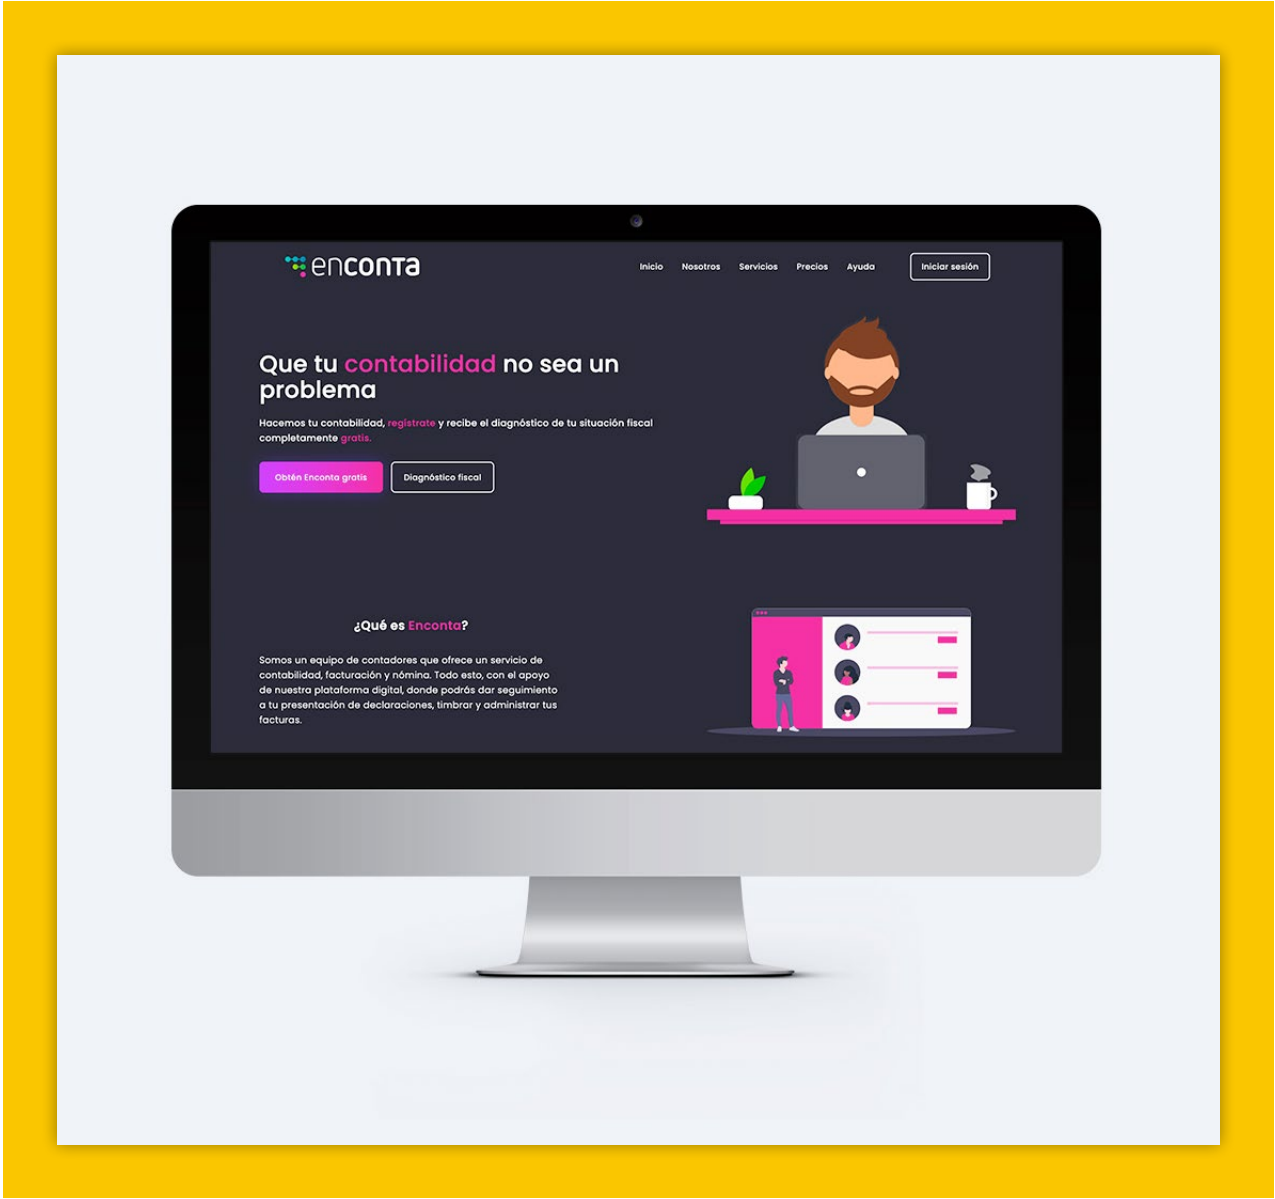 enconta
Inicio Nosotros Servicios Precios Ayuda Iniciar sesión
Que tu contabilidad no sea un
problema
Hacemos tu contabilidad, regístrate y recibe el diagnóstico de tu situación fiscal
completamente gratis.
Obtén Enconta gratis Diagnóstico fiscal
¿Qué es Enconta?
Somos un equipo de contadores que ofrece un servicio de
contabilidad, facturación y nómina. Todo esto, con el apoyo
de nuestra plataforma digital, donde podrás dar seguimiento
a tu presentación de declaraciones, timbrar y administrar tus
facturas.